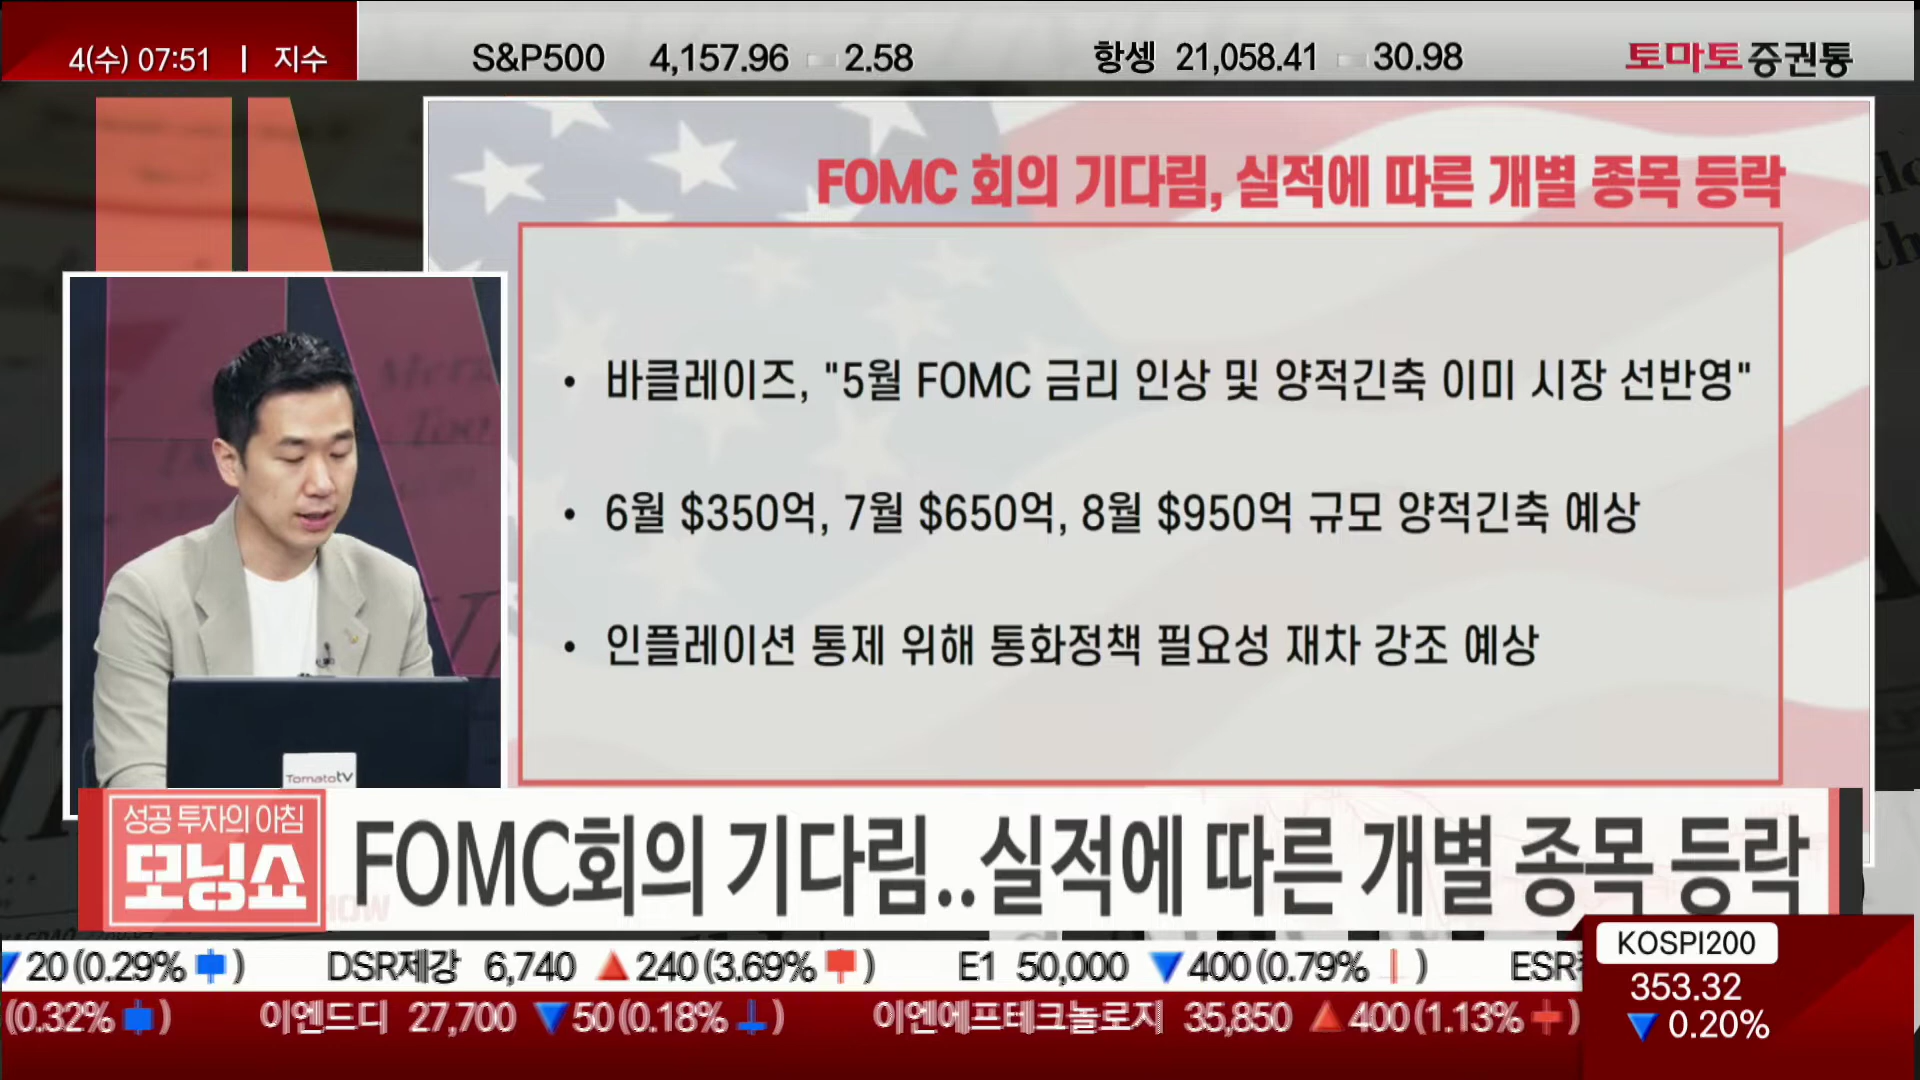 4(수) 07:51 | 지수
S&P500 4,157.96 2.58
항셍 21,058.41 30.98
토마토증권통
FOMC 회의 기다림, 실적에 따른 개별 종목 등락
• 바클레이즈, "5월 FOMC 금리 인상 및 양적긴축 이미 시장 선반영"
• 6월 $350억, 7월 $650억, 8월 $950억 규모 양적긴축 예상
• 인플레이션 통제 위해 통화정책 필요성 재차 강조 예상
Tomatotv
성공 투자의 아침
모닝쇼
FOMC회의 기다림..실적에 따른 개별 종목 등락
▼20(0.29% ) DSR제강 6,740 ▲240(3.69% ) E1 50,000 ▼400(0.79% ) ESR
(0.32% ) 이엔드디 27,700 ▼50(0.18% ) 이엔에프테크놀로지 35,850 ▲400(1.13% )
KOSPI200
353.32
▼0.20%